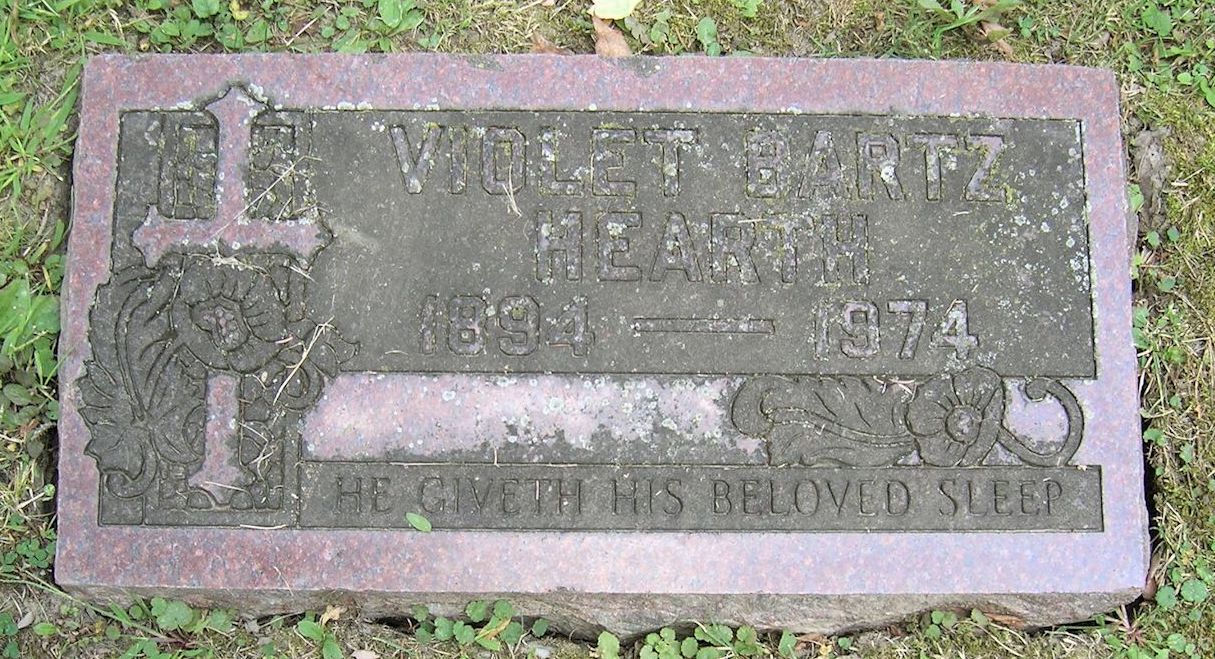 VIOLET BARTZ
HEARTH
1894 — 1974
HE GIVETH HIS BELOVED SLEEP